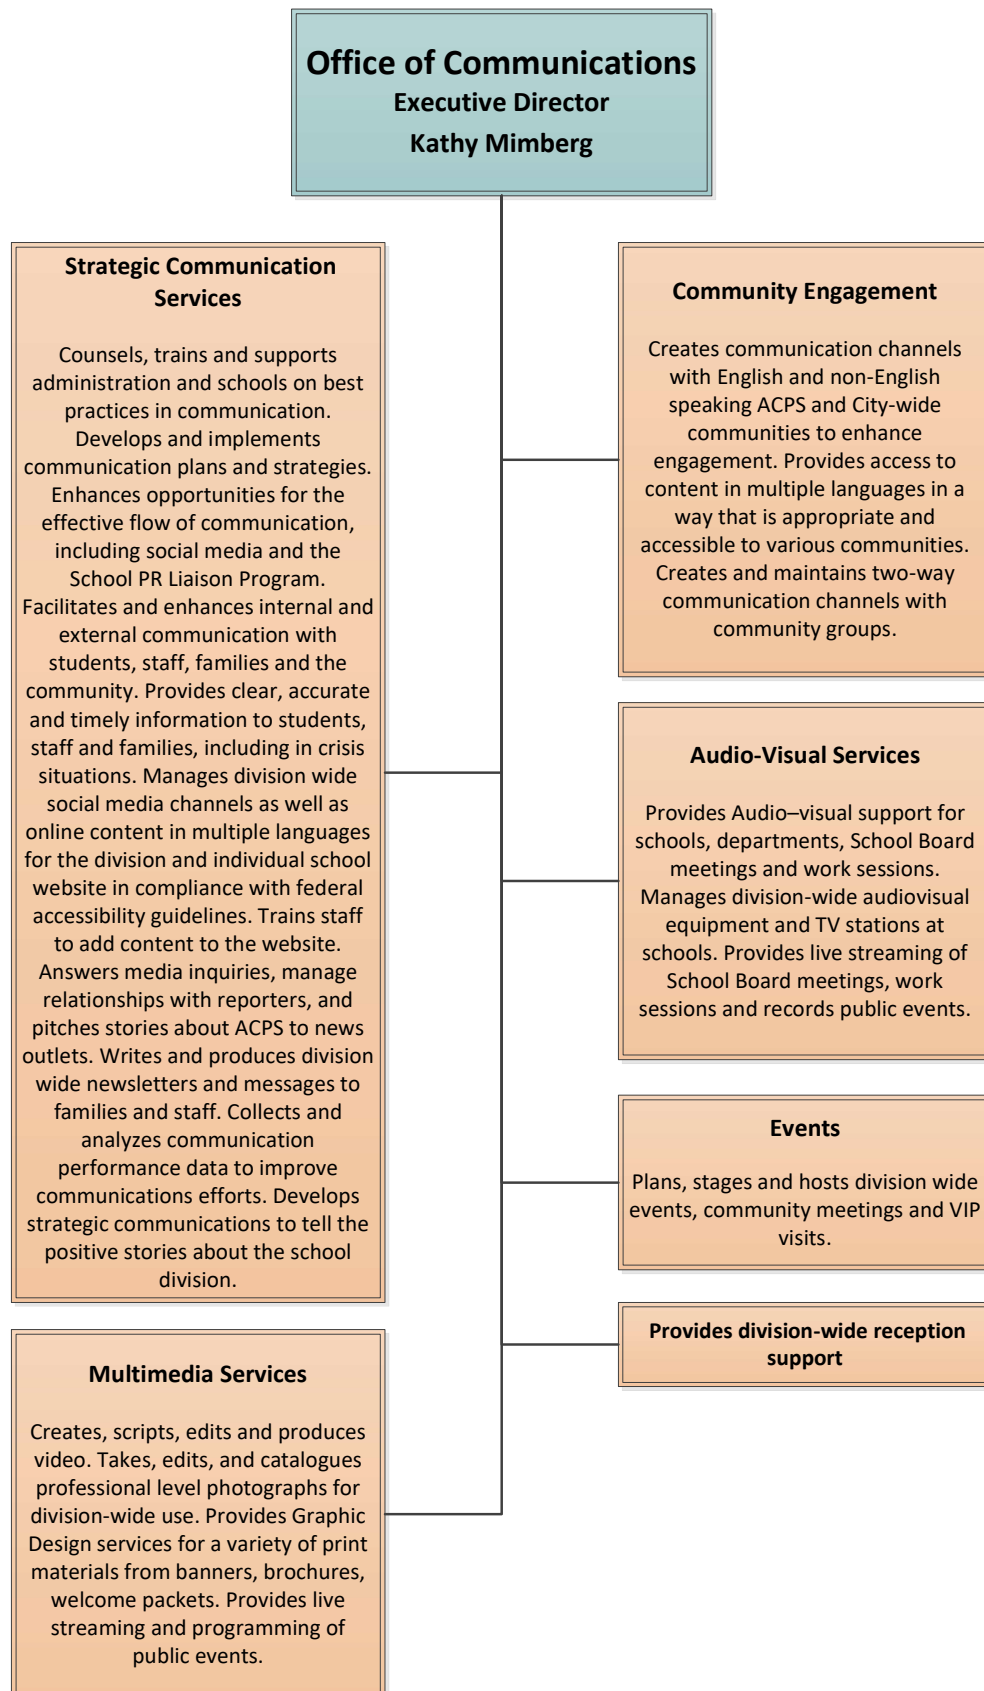 Office of Communications
Executive Director
Kathy Mimberg
Strategic Communication
Services
Counsels, trains and supports
administration and schools on best
practices in communication.
Develops and implements
communication plans and strategies.
Enhances opportunities for the
effective flow of communication,
including social media and the
School PR Liaison Program.
Facilitates and enhances internal and
external communication with
students, staff, families and the
community. Provides clear, accurate
and timely information to students,
staff and families, including in crisis
situations. Manages division wide
social media channels as well as
online content in multiple languages
for the division and individual school
website in compliance with federal
accessibility guidelines. Trains staff
to add content to the website.
Answers media inquiries, manage
relationships with reporters, and
pitches stories about ACPS to news
outlets. Writes and produces division
wide newsletters and messages to
families and staff. Collects and
analyzes communication
performance data to improve
communications efforts. Develops
strategic communications to tell the
positive stories about the school
division.
Multimedia Services
Creates, scripts, edits and produces
video. Takes, edits, and catalogues
professional level photographs for
division-wide use. Provides Graphic
Design services for a variety of print
materials from banners, brochures,
welcome packets. Provides live
streaming and programming of
public events.
Community Engagement
Creates communication channels
with English and non-English
speaking ACPS and City-wide
communities to enhance
engagement. Provides access to
content in multiple languages in a
way that is appropriate and
accessible to various communities.
Creates and maintains two-way
communication channels with
community groups.
Audio-Visual Services
Provides Audio–visual support for
schools, departments, School Board
meetings and work sessions.
Manages division-wide audiovisual
equipment and TV stations at
schools. Provides live streaming of
School Board meetings, work
sessions and records public events.
Events
Plans, stages and hosts division wide
events, community meetings and VIP
visits.
Provides division-wide reception
support